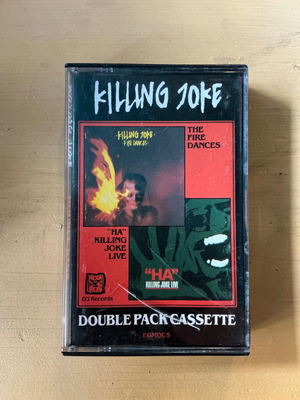 KILLING JOKE
THE
FIRE
DANCES
KILLING JOKE
FIRE DANCES
"HA"
KILLING
JOKE
LIVE
"HA"
KILLING JOKE LIVE
EG Records
DOUBLE PACK CASSETTE
EGMDC5